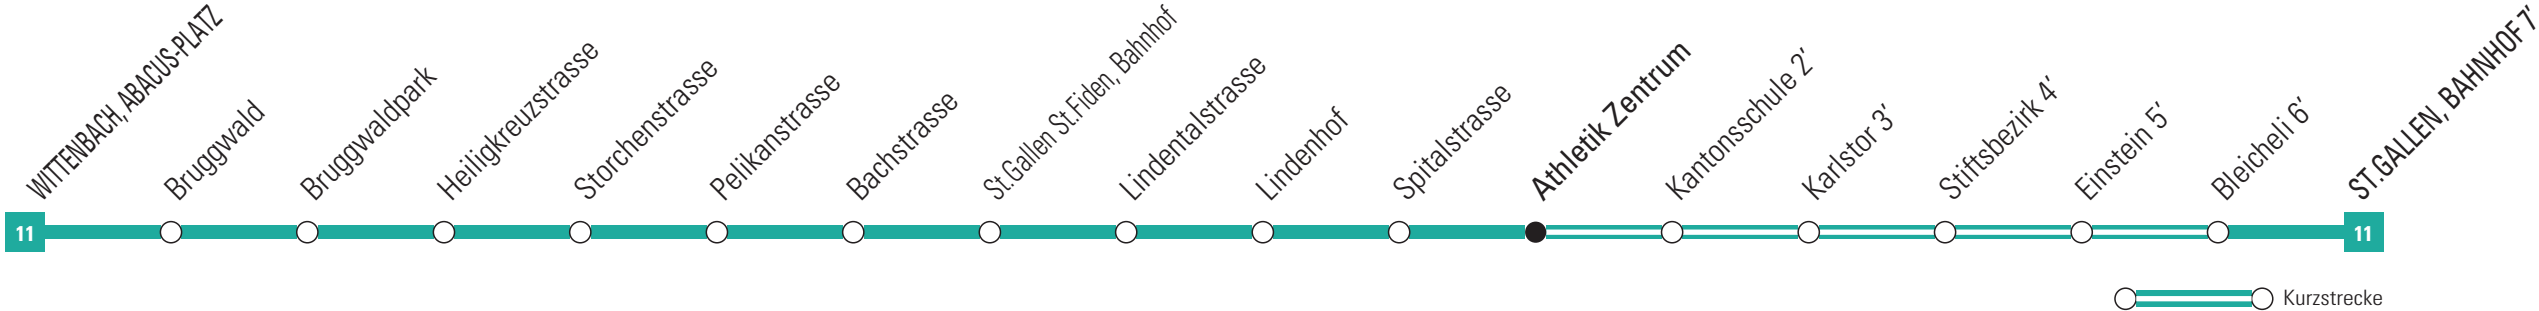 WITTENBACH, ABACUS-PLATZ
Bruggwald
Bruggwaldpark
Heiligkreuzstrasse
Storchenstrasse
Pelikanstrasse
Bachstrasse
St.Gallen St.Fiden, Bahnhof
Lindentalstrasse
Lindenhof
Spitalstrasse
Athletik Zentrum
Kantonsschule 2′
Karlstor 3′
Stiftsbezirk 4′
Einstein 5′
Bleicheli 6′
ST.GALLEN, BAHNHOF 7′
11
11
Kurzstrecke